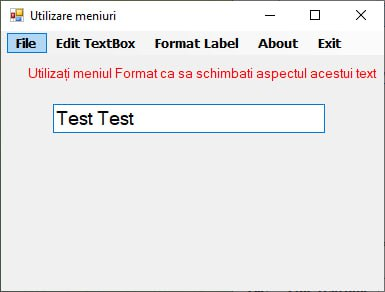 Utilizare meniuri
File Edit TextBox Format Label About Exit
Utilizați meniul Format ca sa schimbati aspectul acestui text
Test Test